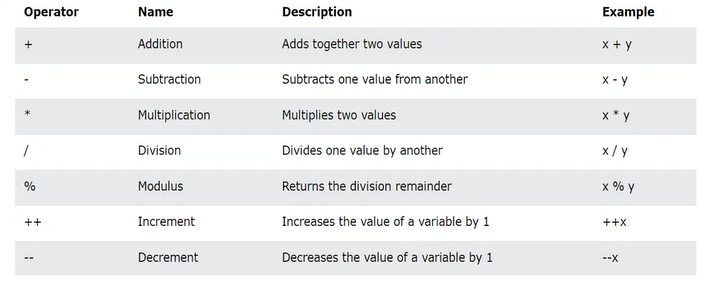 Operator Name Description Example
+ Addition Adds together two values x + y
- Subtraction Subtracts one value from another x - y
* Multiplication Multiplies two values x * y
/ Division Divides one value by another x / y
% Modulus Returns the division remainder x % y
++ Increment Increases the value of a variable by 1 ++x
-- Decrement Decreases the value of a variable by 1 --x